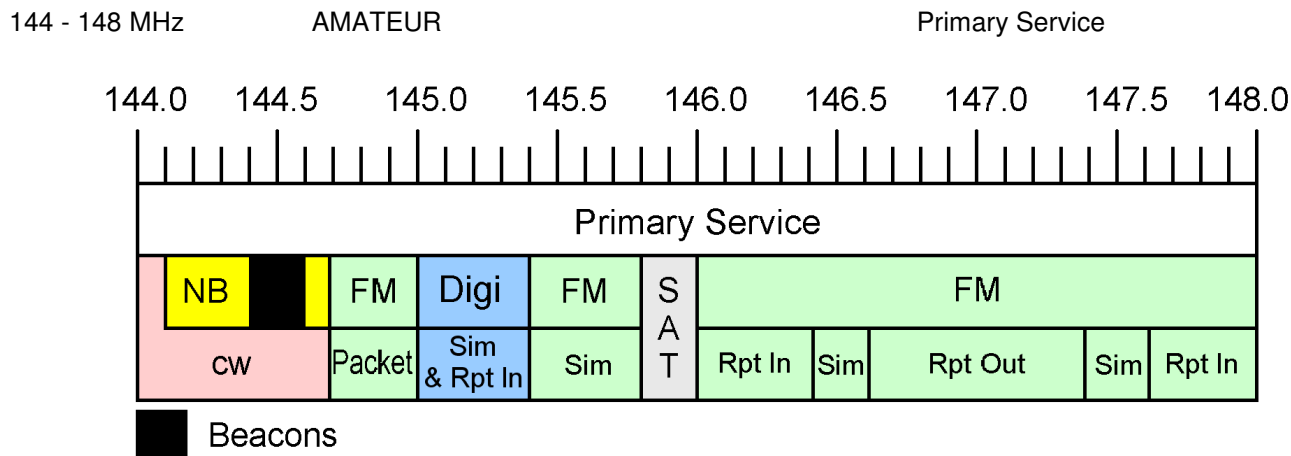 144 - 148 MHz AMATEUR Primary Service
144.0 144.5 145.0 145.5 146.0 146.5 147.0 147.5 148.0
Primary Service
NB FM Digi FM SAT FM
cw Packet Sim & Rpt In Sim Rpt In Sim Rpt Out Sim Rpt In
Beacons